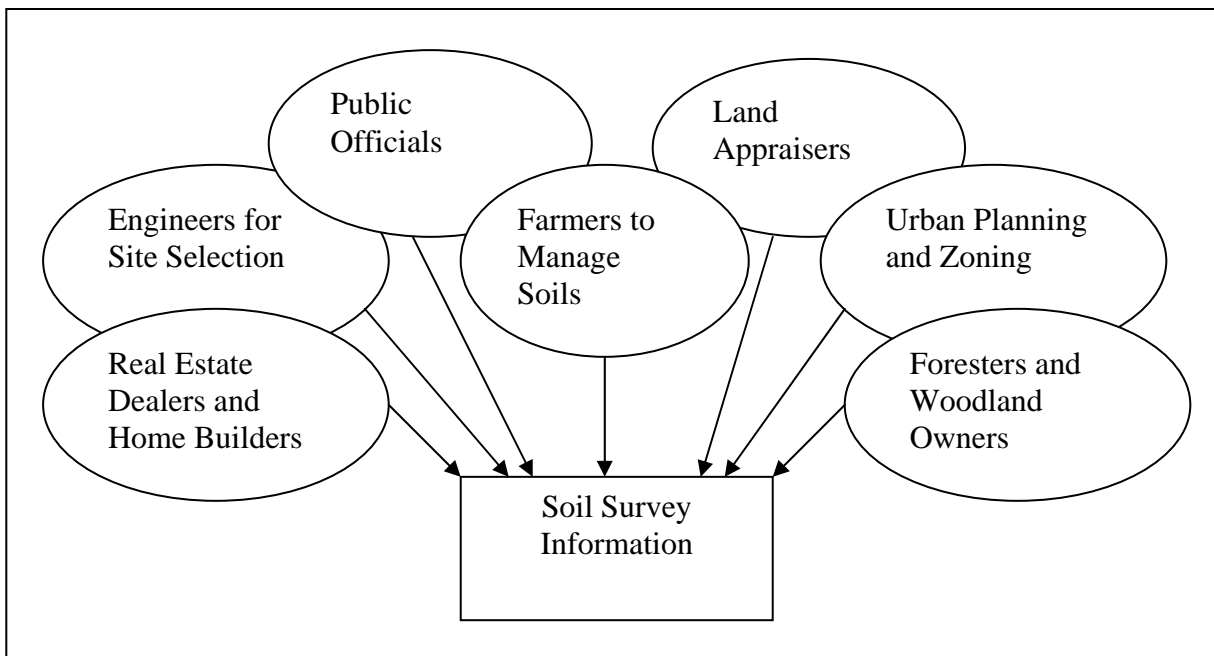 Public
Officials
Land
Appraisers
Engineers for
Site Selection
Farmers to
Manage
Soils
Urban Planning
and Zoning
Real Estate
Dealers and
Home Builders
Foresters and
Woodland
Owners
Soil Survey
Information